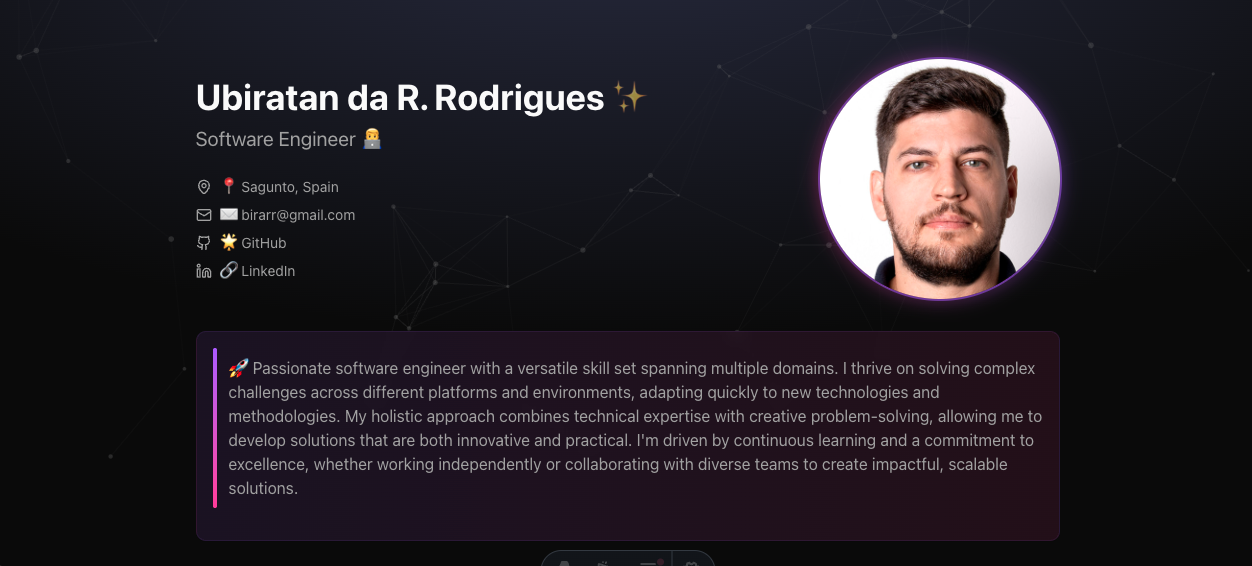 Ubiratan da R. Rodrigues ✨
Software Engineer 👨‍💻
📍 Sagunto, Spain
✉️ birarr@gmail.com
🌟 GitHub
🔗 LinkedIn
🚀 Passionate software engineer with a versatile skill set spanning multiple domains. I thrive on solving complex
challenges across different platforms and environments, adapting quickly to new technologies and
methodologies. My holistic approach combines technical expertise with creative problem-solving, allowing me to
develop solutions that are both innovative and practical. I'm driven by continuous learning and a commitment to
excellence, whether working independently or collaborating with diverse teams to create impactful, scalable
solutions.